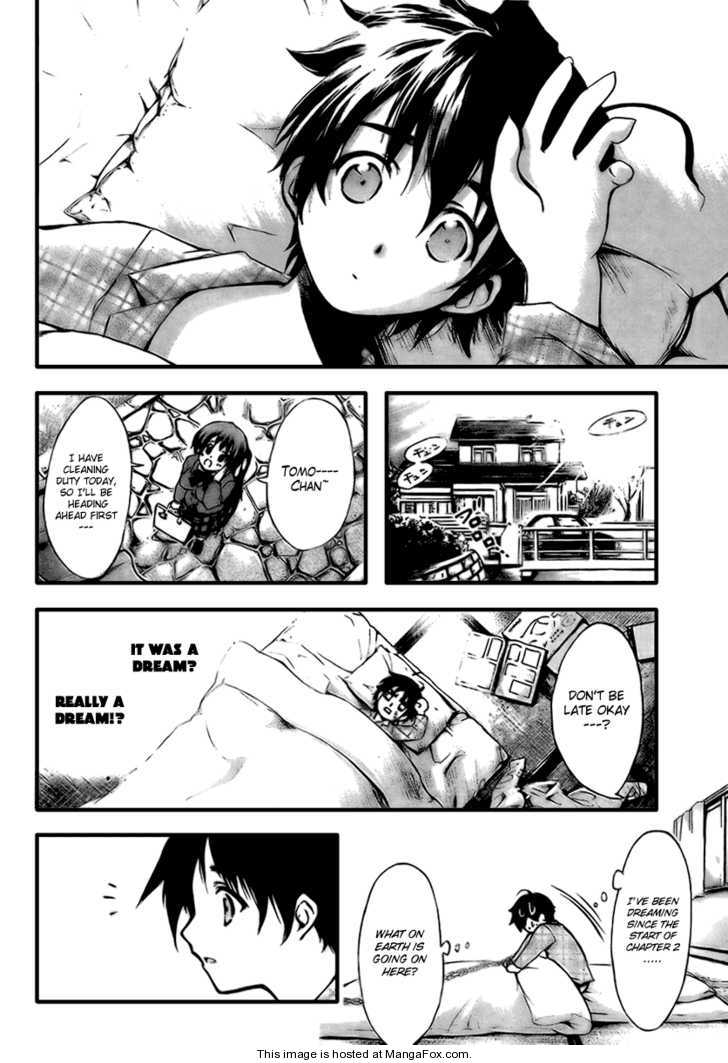 TOMO----
CHAN~
I HAVE
CLEANING
DUTY TODAY,
SO I'LL BE
HEADING
AHEAD FIRST
---
DON'T BE
LATE OKAY
---?
IT WAS A
DREAM?
REALLY A
DREAM!?
I'VE BEEN
DREAMING
SINCE THE
START OF
CHAPTER 2
.....
WHAT ON
EARTH IS
GOING ON
HERE?
This image is hosted at MangaFox.com